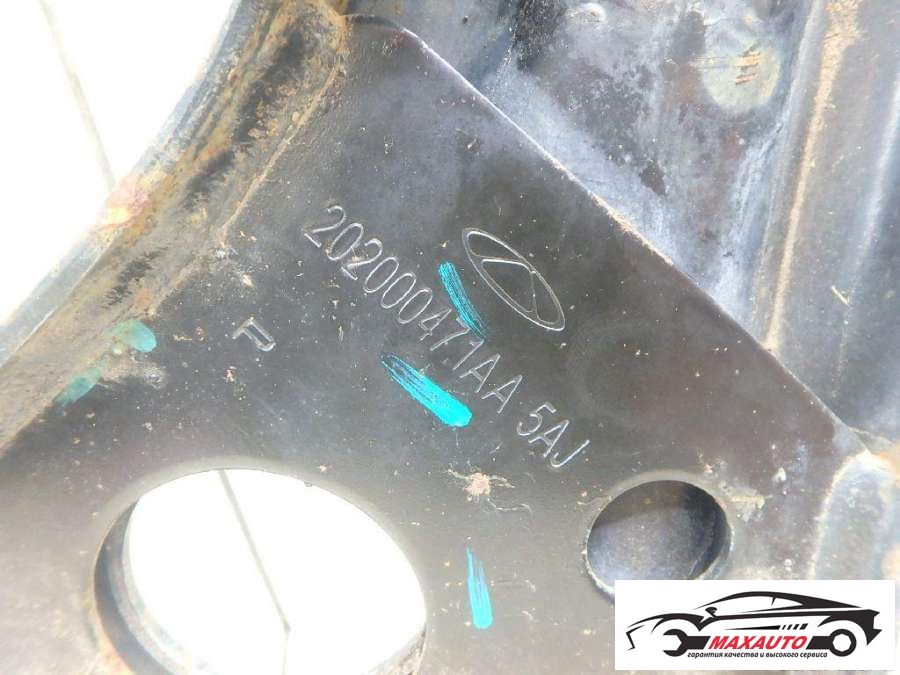 202000471AA 5AJ
P
MAXAUTO
гарантия качества и высокого сервиса